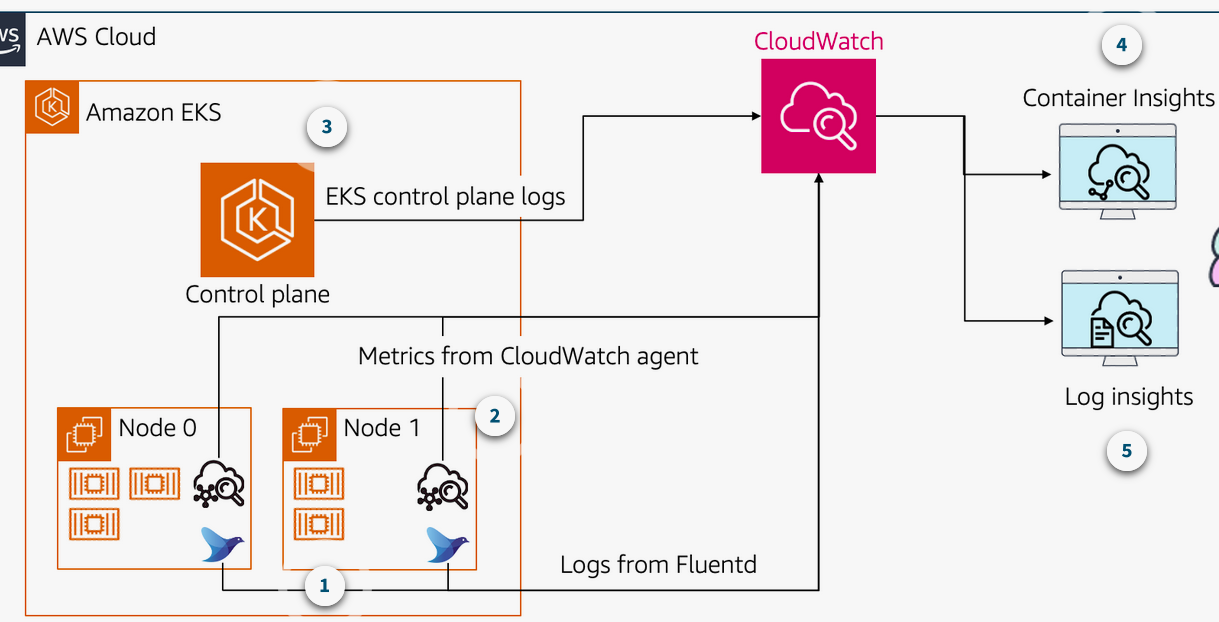 AWS Cloud
CloudWatch
4
Container Insights
Amazon EKS
3
EKS control plane logs
Control plane
Metrics from CloudWatch agent
Log insights
2
Node 0
Node 1
5
Logs from Fluentd
1